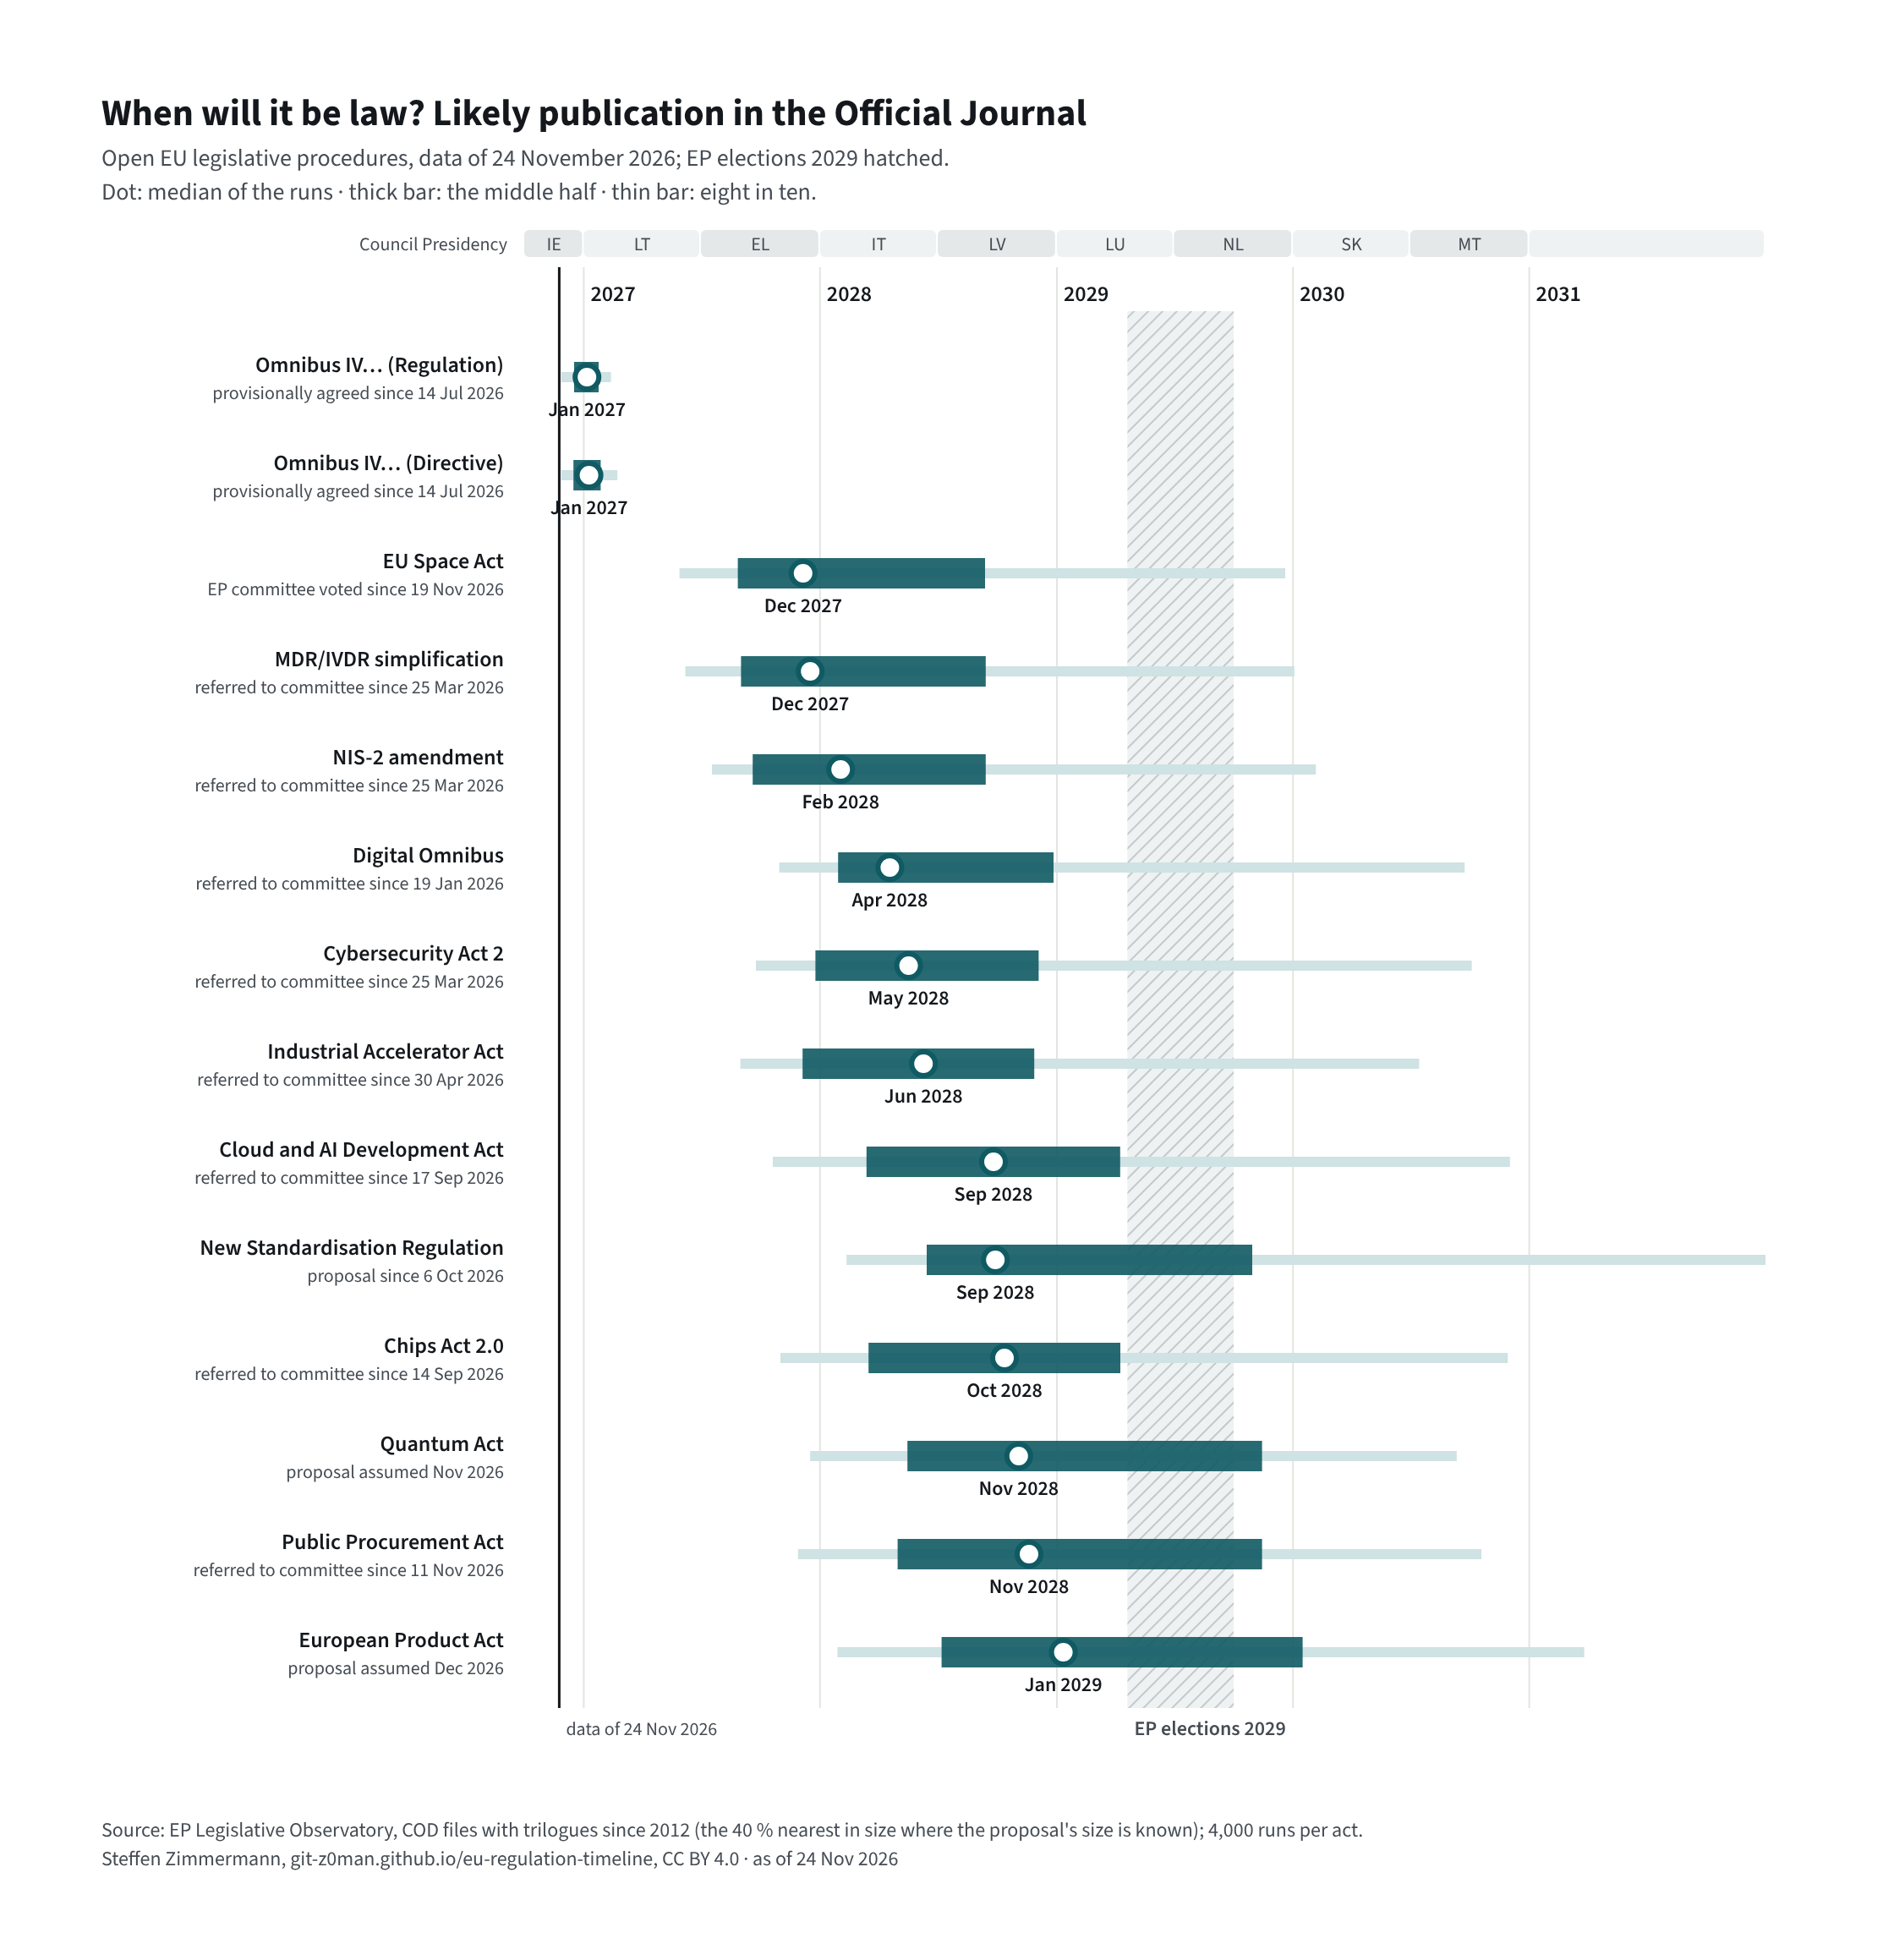 When will it be law? Likely publication in the Official Journal
Open EU legislative procedures, data of 24 November 2026; EP elections 2029 hatched.
Dot: median of the runs · thick bar: the middle half · thin bar: eight in ten.
Council Presidency IE LT EL IT LV LU NL SK MT
2027 2028 2029 2030 2031
Omnibus IV… (Regulation)
provisionally agreed since 14 Jul 2026
Jan 2027
Omnibus IV… (Directive)
provisionally agreed since 14 Jul 2026
Jan 2027
EU Space Act
EP committee voted since 19 Nov 2026
Dec 2027
MDR/IVDR simplification
referred to committee since 25 Mar 2026
Dec 2027
NIS-2 amendment
referred to committee since 25 Mar 2026
Feb 2028
Digital Omnibus
referred to committee since 19 Jan 2026
Apr 2028
Cybersecurity Act 2
referred to committee since 25 Mar 2026
May 2028
Industrial Accelerator Act
referred to committee since 30 Apr 2026
Jun 2028
Cloud and AI Development Act
referred to committee since 17 Sep 2026
Sep 2028
New Standardisation Regulation
proposal since 6 Oct 2026
Sep 2028
Chips Act 2.0
referred to committee since 14 Sep 2026
Oct 2028
Quantum Act
proposal assumed Nov 2026
Nov 2028
Public Procurement Act
referred to committee since 11 Nov 2026
Nov 2028
European Product Act
proposal assumed Dec 2026
Jan 2029
data of 24 Nov 2026 EP elections 2029
Source: EP Legislative Observatory, COD files with trilogues since 2012 (the 40 % nearest in size where the proposal's size is known); 4,000 runs per act.
Steffen Zimmermann, git-z0man.github.io/eu-regulation-timeline, CC BY 4.0 · as of 24 Nov 2026